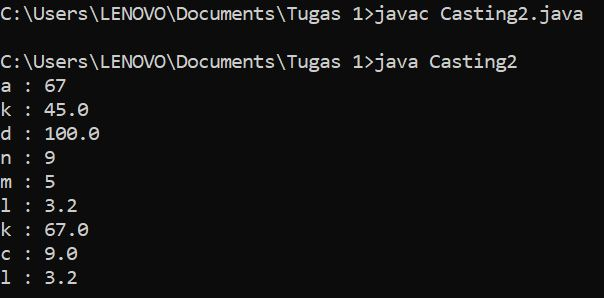 C:\Users\LENOVO\Documents\Tugas 1>javac Casting2.java
C:\Users\LENOVO\Documents\Tugas 1>java Casting2
a : 67
k : 45.0
d : 100.0
n : 9
m : 5
l : 3.2
k : 67.0
c : 9.0
l : 3.2